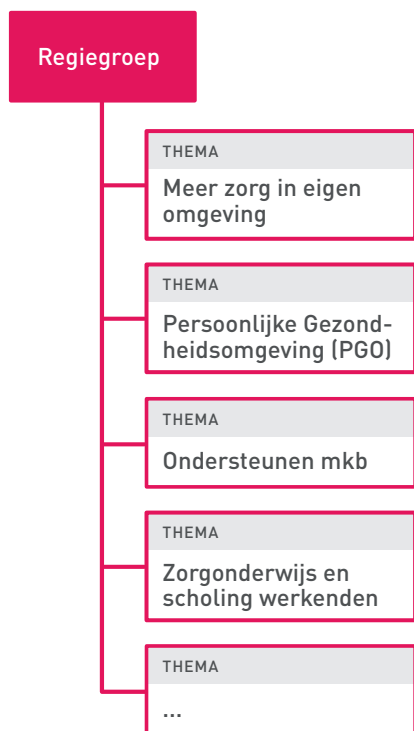 Regiegroep
THEMA
Meer zorg in eigen
omgeving
THEMA
Persoonlijke Gezond-
heidsomgeving (PGO)
THEMA
Ondersteunen mkb
THEMA
Zorgonderwijs en
scholing werkenden
THEMA
...